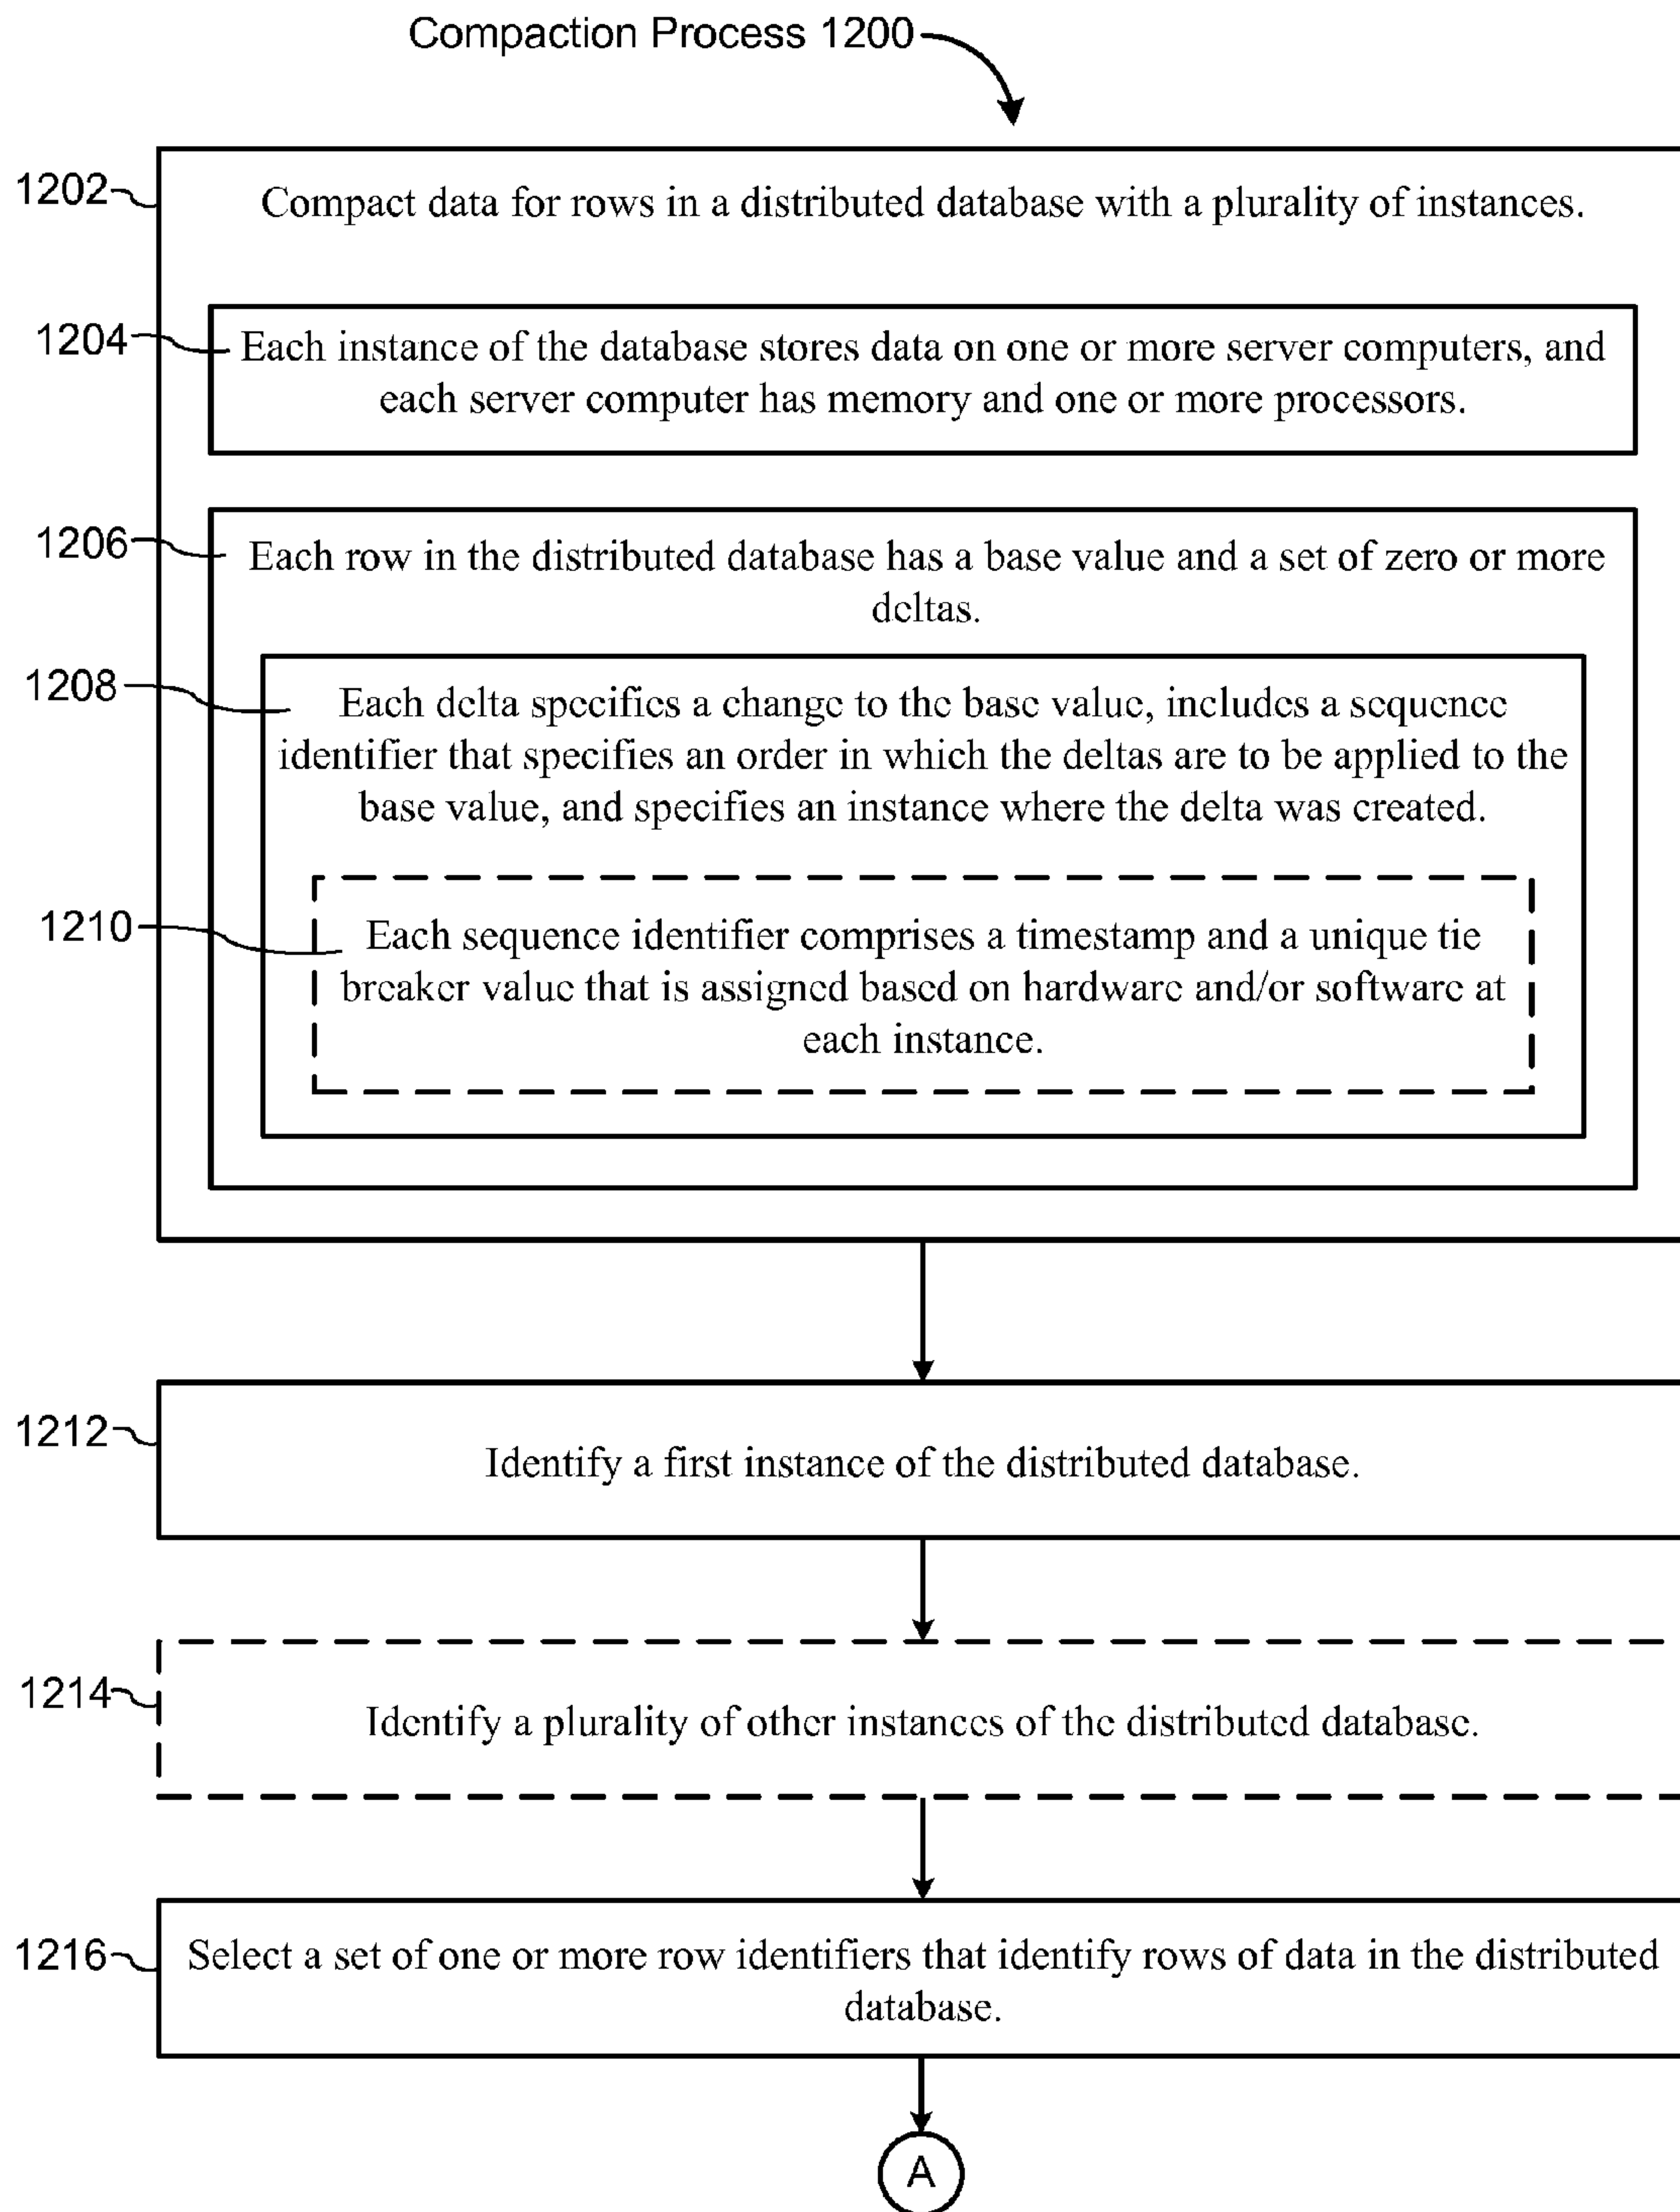 Compaction Process 1200
1202
Compact data for rows in a distributed database with a plurality of instances.
1204
Each instance of the database stores data on one or more server computers, and
each server computer has memory and one or more processors.
1206
Each row in the distributed database has a base value and a set of zero or more
deltas.
1208
Each delta specifies a change to the base value, includes a sequence
identifier that specifies an order in which the deltas are to be applied to the
base value, and specifies an instance where the delta was created.
1210
Each sequence identifier comprises a timestamp and a unique tie
breaker value that is assigned based on hardware and/or software at
each instance.
1212
Identify a first instance of the distributed database.
1214
Identify a plurality of other instances of the distributed database.
1216
Select a set of one or more row identifiers that identify rows of data in the distributed
database.
A